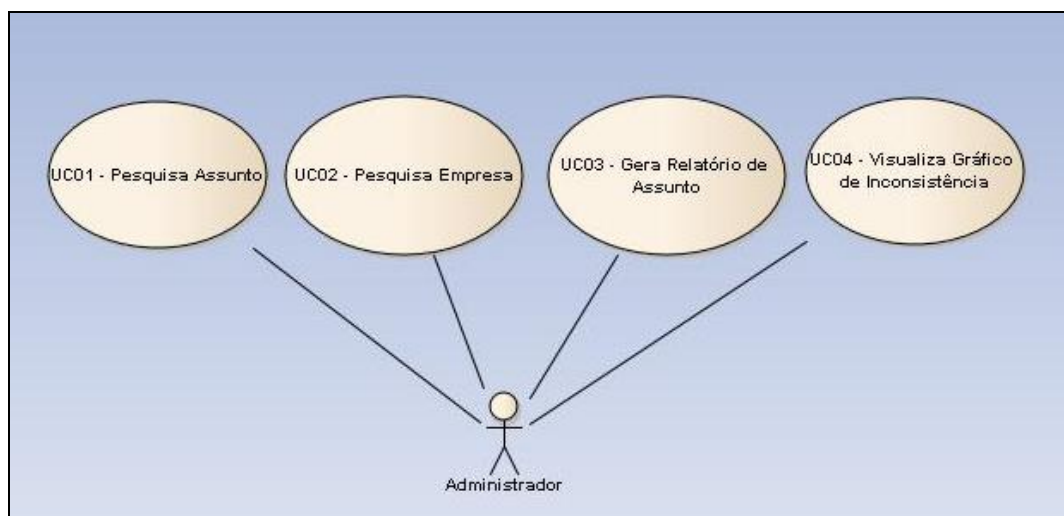 UC01 - Pesquisa Assunto
UC02 - Pesquisa Empresa
UC03 - Gera Relatório de
Assunto
UC04 - Visualiza Gráfico
de Inconsistência
Administrador